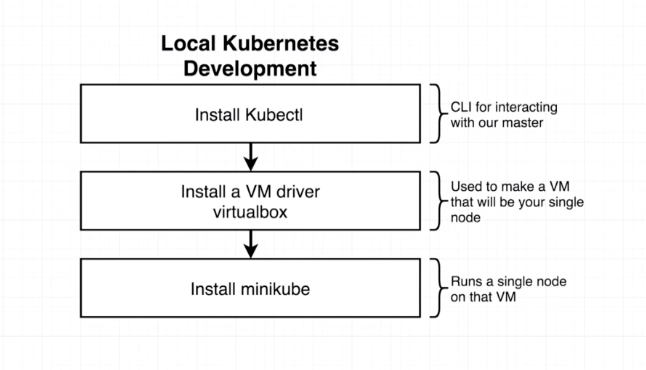 Local Kubernetes
Development
Install Kubectl
CLI for interacting
with our master
Install a VM driver
virtualbox
Used to make a VM
that will be your single
node
Install minikube
Runs a single node
on that VM